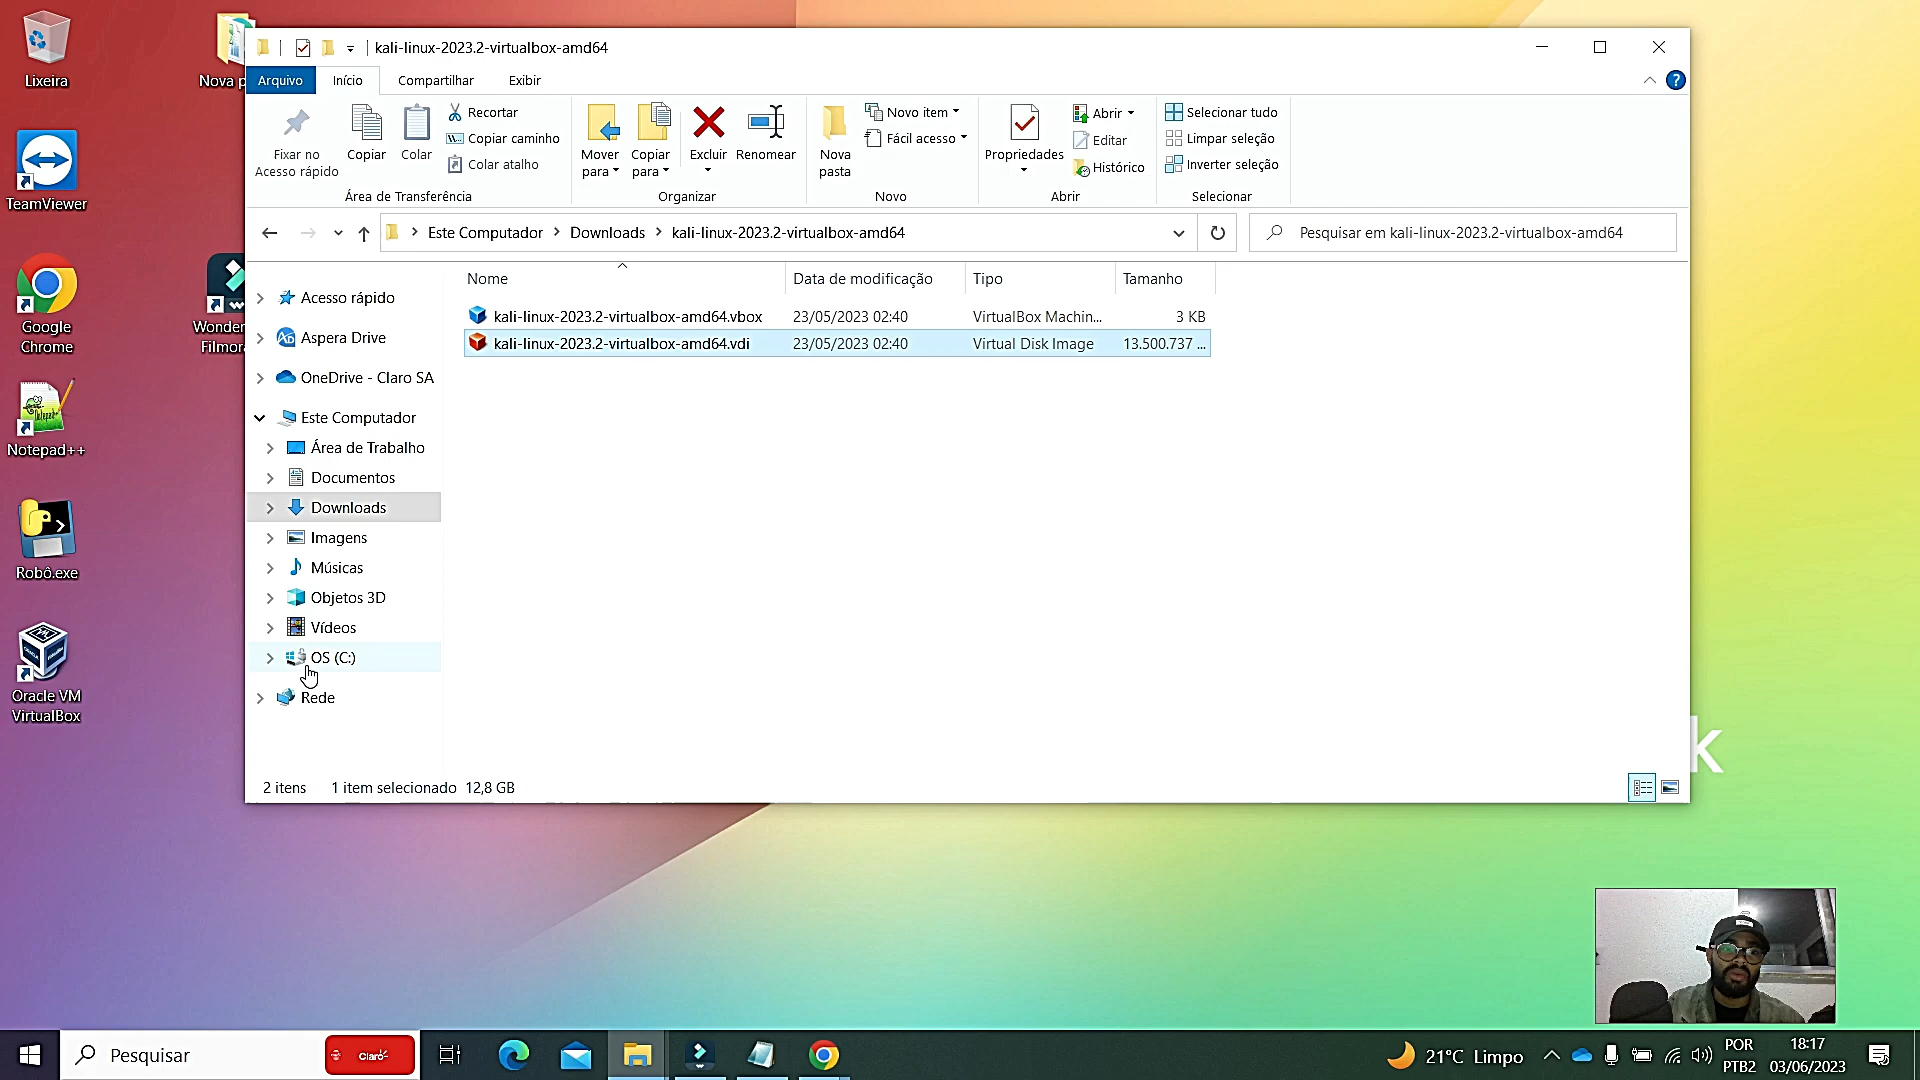 Lixeira
Nova p
TeamViewer
Google
Chrome
Wonder
Filmora
Notepad++
Robô.exe
Oracle VM
VirtualBox
kali-linux-2023.2-virtualbox-amd64
Arquivo
Início
Compartilhar
Exibir
Fixar no
Acesso rápido
Copiar
Colar
Recortar
Copiar caminho
Colar atalho
Área de Transferência
Mover
para
Copiar
para
Excluir
Renomear
Organizar
Nova
pasta
Novo item
Fácil acesso
Novo
Propriedades
Abrir
Editar
Histórico
Abrir
Selecionar tudo
Limpar seleção
Inverter seleção
Selecionar
Este Computador
Downloads
kali-linux-2023.2-virtualbox-amd64
Pesquisar em kali-linux-2023.2-virtualbox-amd64
Nome
Data de modificação
Tipo
Tamanho
kali-linux-2023.2-virtualbox-amd64.vbox 23/05/2023 02:40 VirtualBox Machin... 3 KB
kali-linux-2023.2-virtualbox-amd64.vdi 23/05/2023 02:40 Virtual Disk Image 13.500.737 ...
Acesso rápido
Aspera Drive
OneDrive - Claro SA
Este Computador
Área de Trabalho
Documentos
Downloads
Imagens
Músicas
Objetos 3D
Vídeos
OS (C:)
Rede
2 itens 1 item selecionado 12,8 GB
k
Pesquisar
Claro
21°C Limpo
POR
PTB2
18:17
03/06/2023